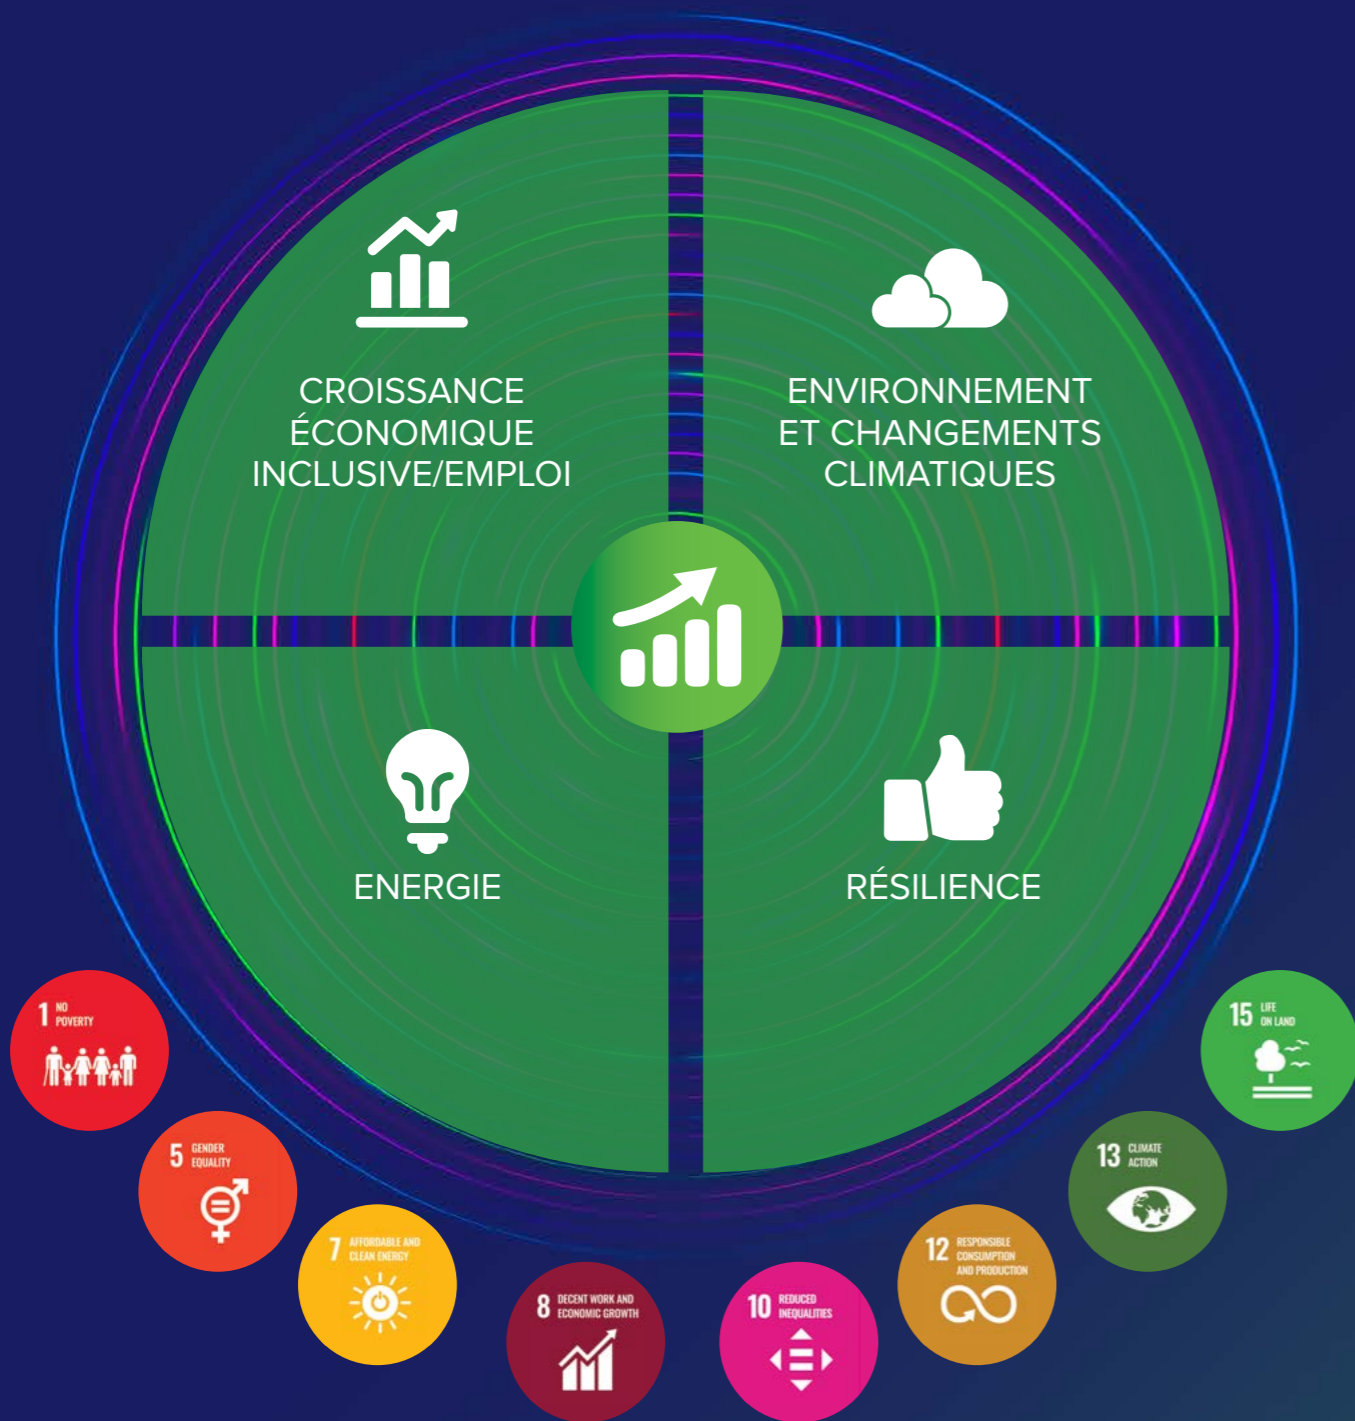 CROISSANCE
ÉCONOMIQUE
INCLUSIVE/EMPLOI
ENVIRONNEMENT
ET CHANGEMENTS
CLIMATIQUES
ENERGIE
RÉSILIENCE
1 NO
POVERTY
5 GENDER
EQUALITY
7 AFFORDABLE AND
CLEAN ENERGY
8 DECENT WORK AND
ECONOMIC GROWTH
10 REDUCED
INEQUALITIES
12 RESPONSIBLE
CONSUMPTION
AND PRODUCTION
13 CLIMATE
ACTION
15 LIFE
ON LAND